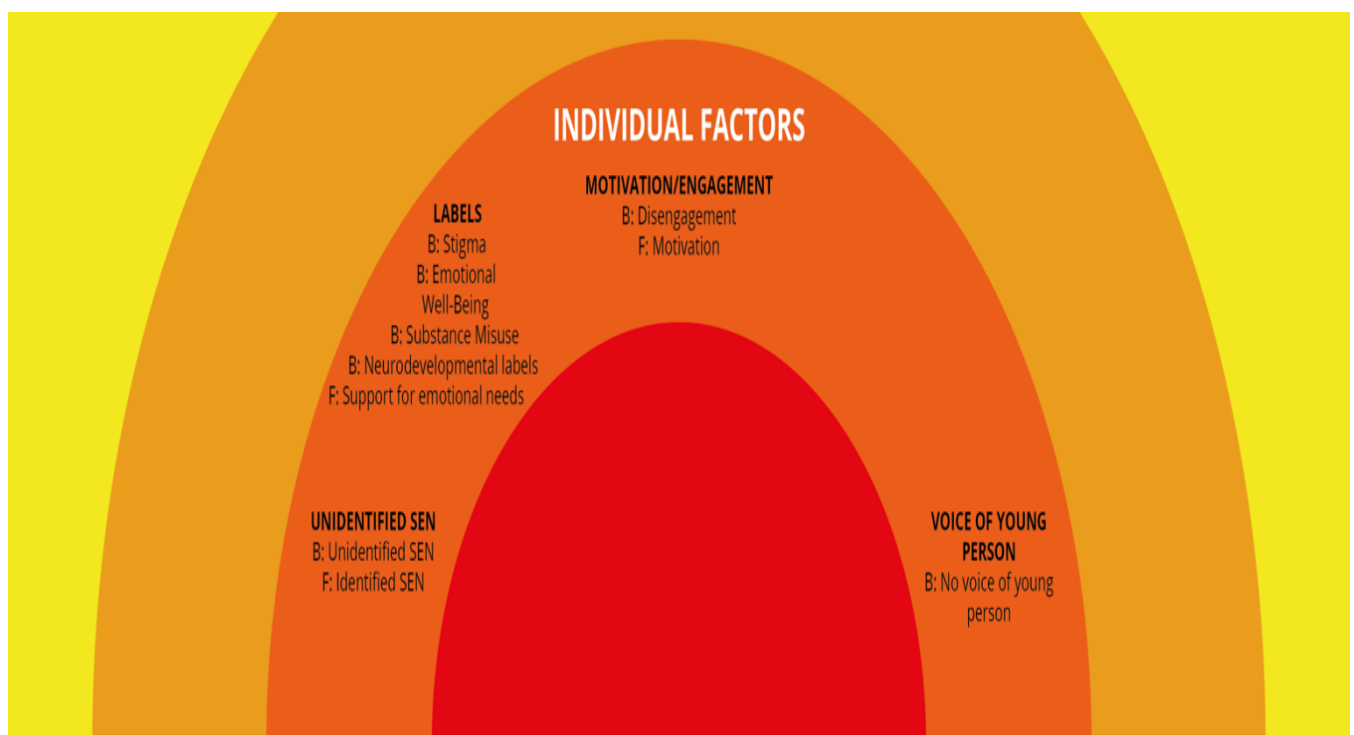 INDIVIDUAL FACTORS
MOTIVATION/ENGAGEMENT
B: Disengagement
F: Motivation
LABELS
B: Stigma
B: Emotional
Well-Being
B: Substance Misuse
B: Neurodevelopmental labels
F: Support for emotional needs
UNIDENTIFIED SEN
B: Unidentified SEN
F: Identified SEN
VOICE OF YOUNG
PERSON
B: No voice of young
person